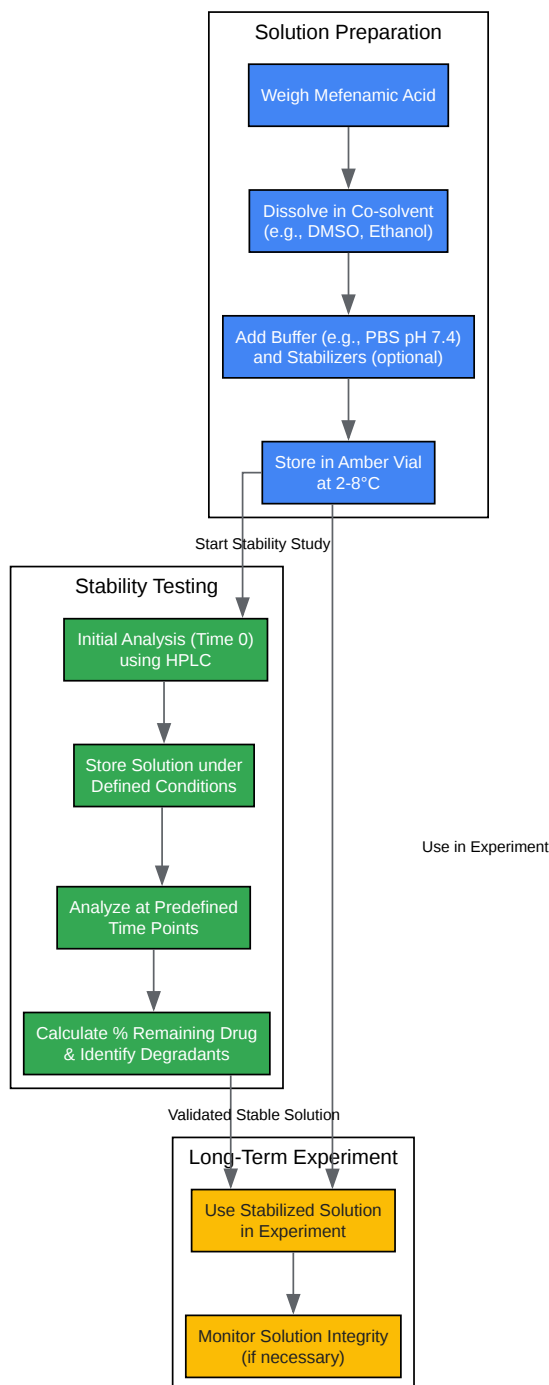 Solution Preparation
Weigh Mefenamic Acid
Dissolve in Co-solvent
(e.g., DMSO, Ethanol)
Add Buffer (e.g., PBS pH 7.4)
and Stabilizers (optional)
Store in Amber Vial
at 2-8°C
Start Stability Study
Stability Testing
Initial Analysis (Time 0)
using HPLC
Store Solution under
Defined Conditions
Use in Experiment
Analyze at Predefined
Time Points
Calculate % Remaining Drug
& Identify Degradants
Validated Stable Solution
Long-Term Experiment
Use Stabilized Solution
in Experiment
Monitor Solution Integrity
(if necessary)